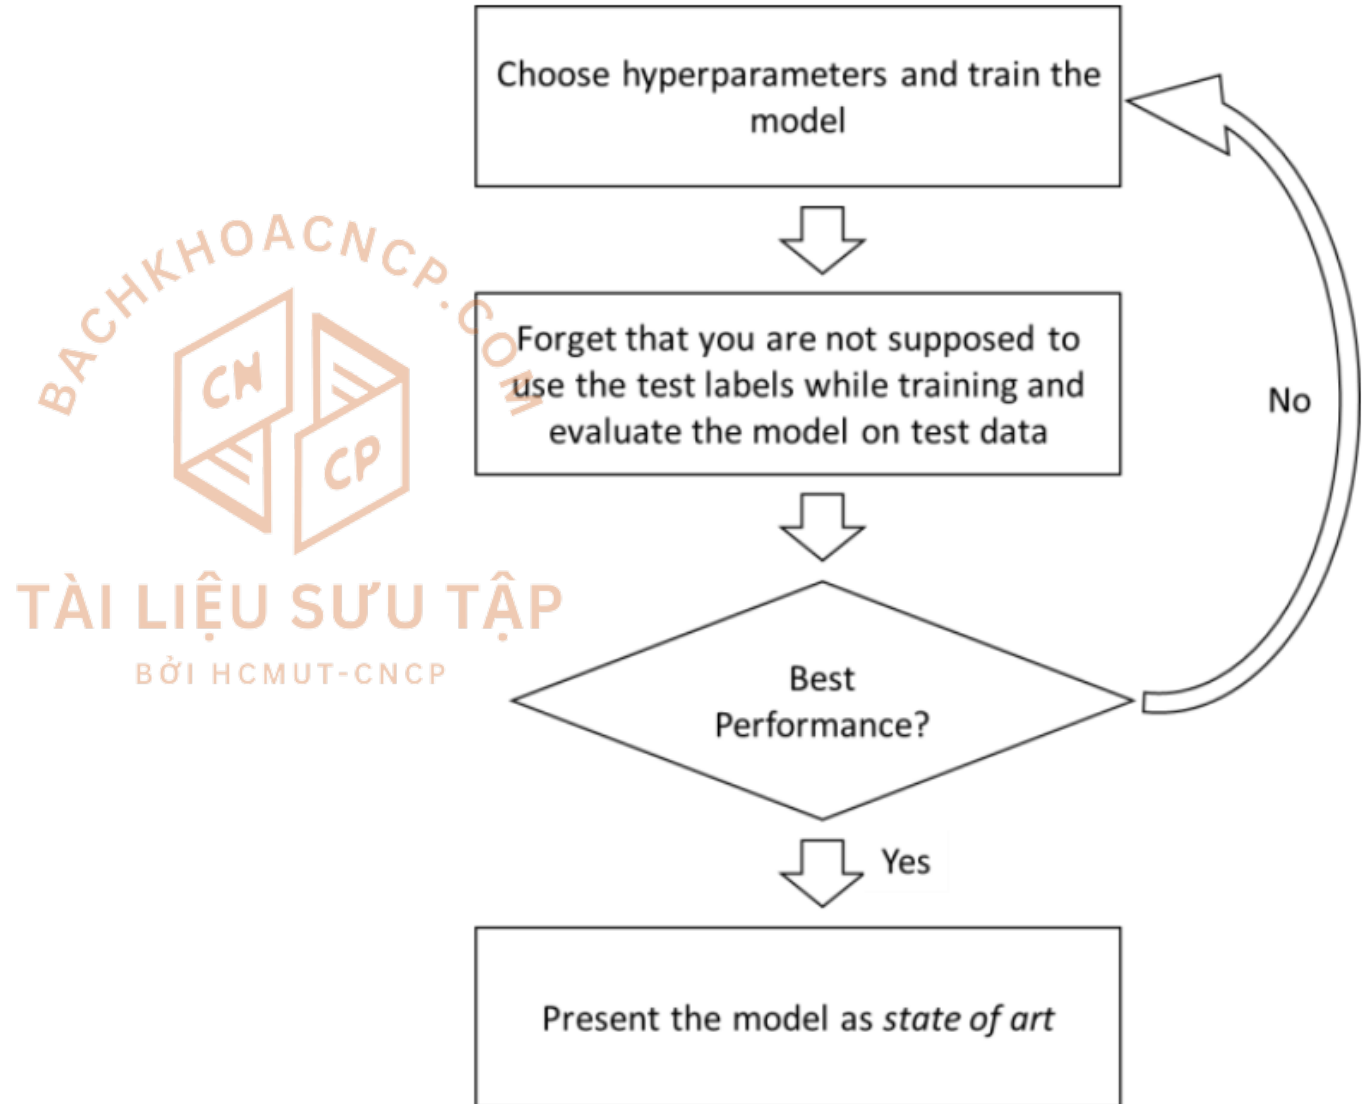 Choose hyperparameters and train the
model
BACHKHOACNCP.COM
Forget that you are not supposed to
use the test labels while training and
evaluate the model on test data
No
CN
CP
TÀI LIỆU SƯU TẬP
BỞI HCMUT-CNCP
Best
Performance?
Yes
Present the model as state of art